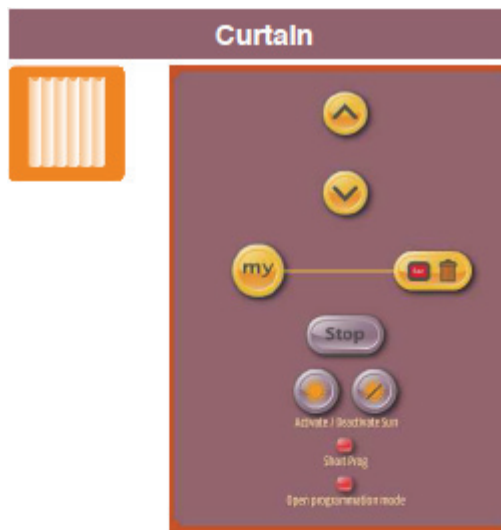 Curtain
my
Stop
Activate / Deactivate Sun
Short Prog
Open programmation mode